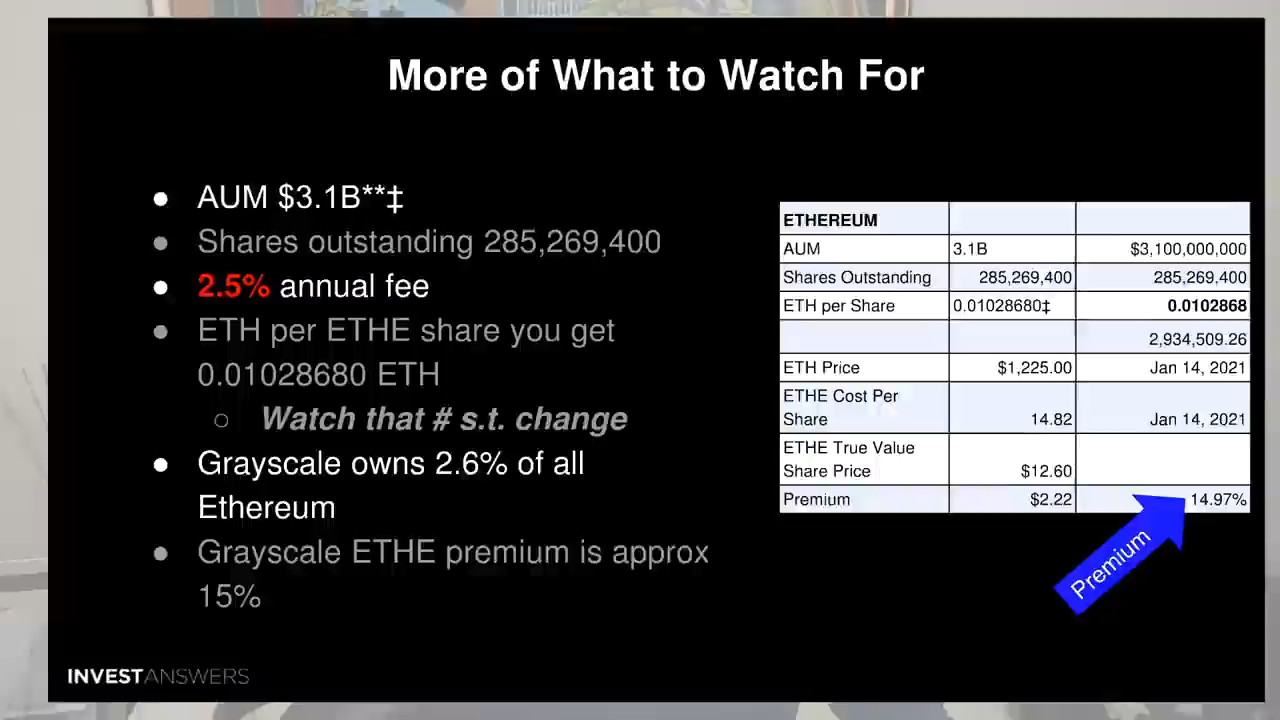 More of What to Watch For
● AUM $3.1B**‡
● Shares outstanding 285,269,400
● 2.5% annual fee
● ETH per ETHE share you get
0.01028680 ETH
○ Watch that # s.t. change
● Grayscale owns 2.6% of all
Ethereum
● Grayscale ETHE premium is approx
15%
ETHEREUM
AUM 3.1B $3,100,000,000
Shares Outstanding 285,269,400 285,269,400
ETH per Share 0.01028680‡ 0.0102868
2,934,509.26
ETH Price $1,225.00 Jan 14, 2021
ETHE Cost Per
Share 14.82 Jan 14, 2021
ETHE True Value
Share Price $12.60
Premium $2.22 14.97%
Premium
INVESTANSWERS